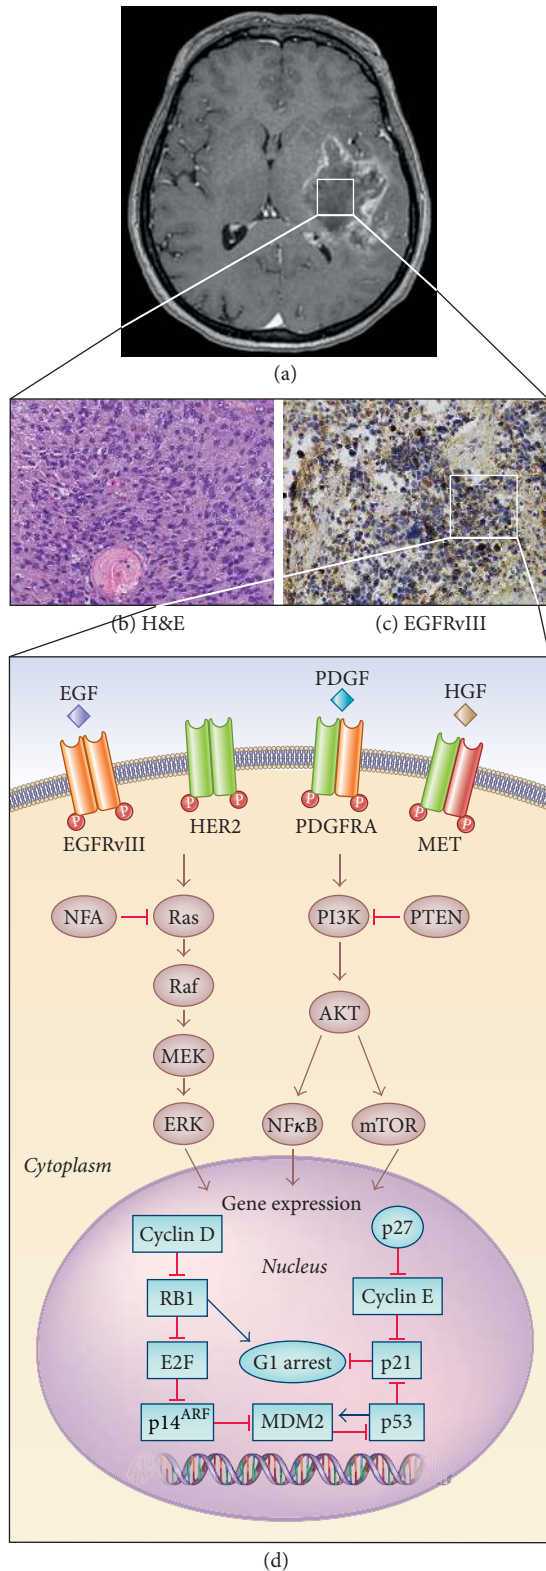 (a)
(b) H&E
(c) EGFRvIII
EGF
PDGF
HGF
P
P
P
P
P
P
P
P
EGFRvIII
HER2
PDGFRA
MET
NFA
Ras
PI3K
PTEN
Raf
AKT
MEK
ERK
NFκB
mTOR
Cytoplasm
Gene expression
Cyclin D
p27
Nucleus
RB1
Cyclin E
E2F
G1 arrest
p21
p14ARF
MDM2
p53
(d)